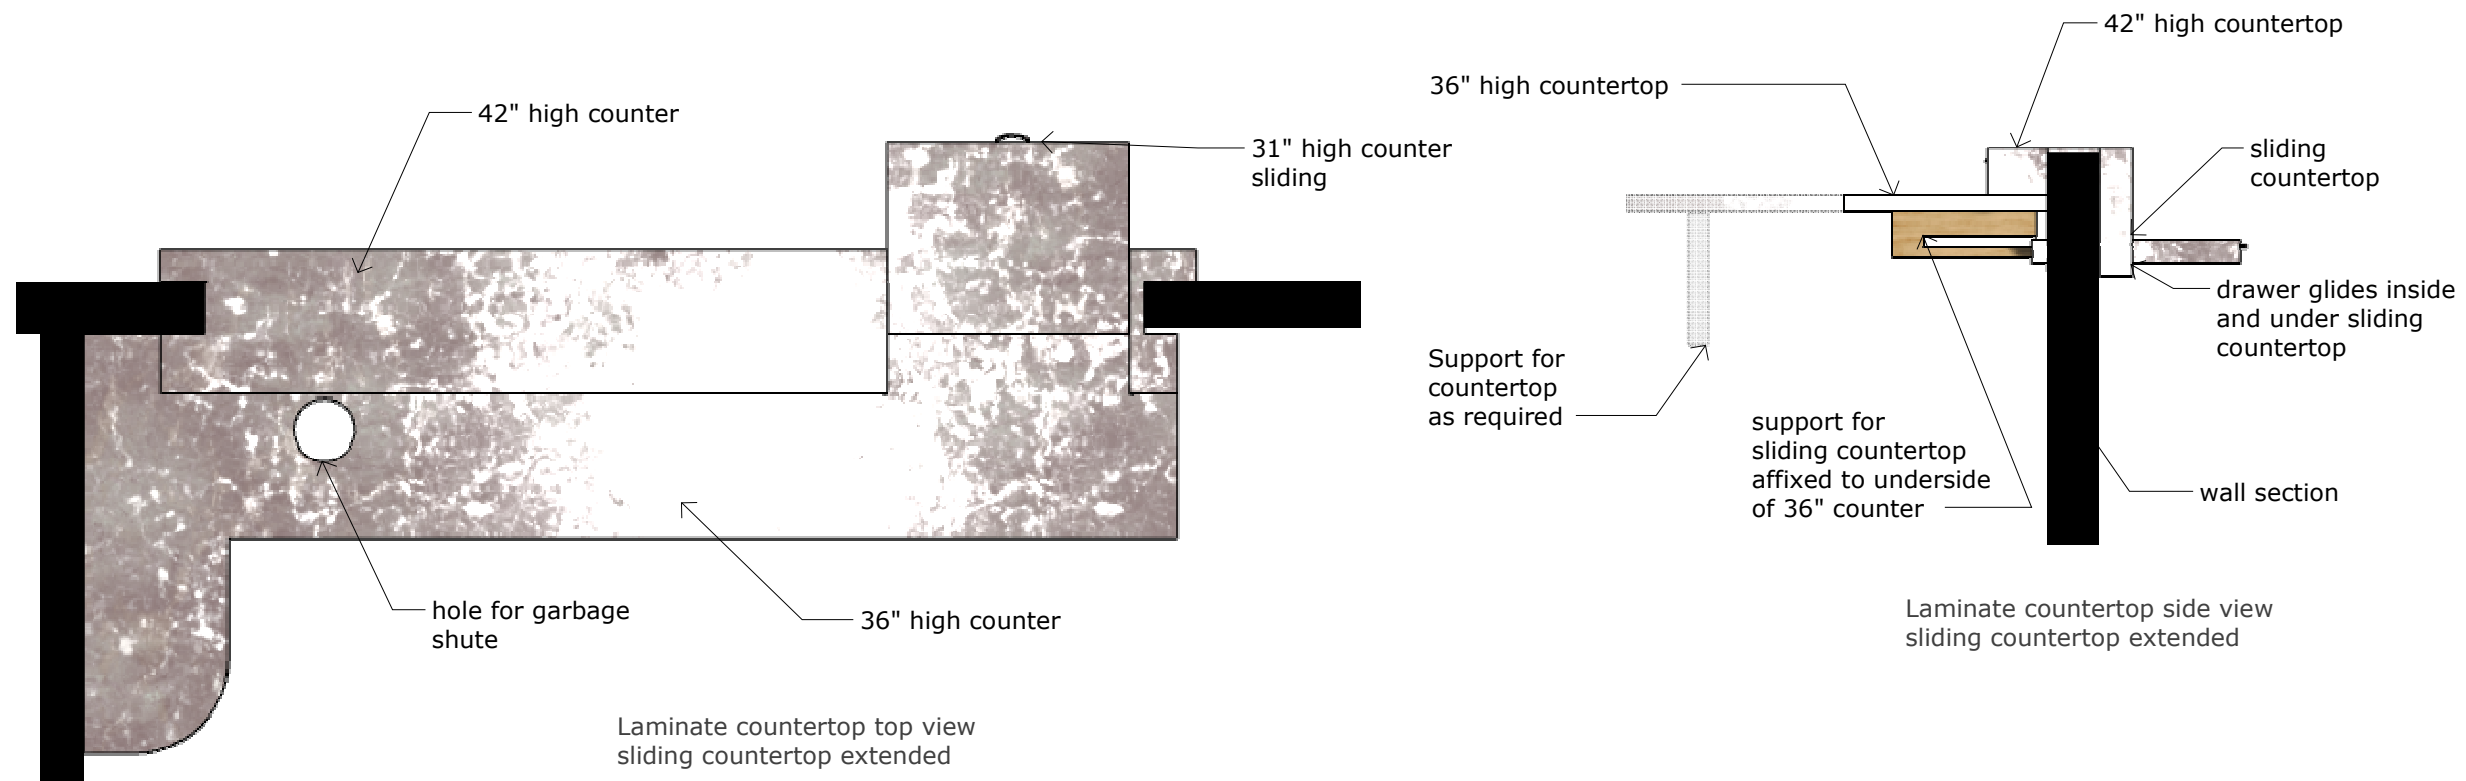 42" high counter
31" high counter
sliding
hole for garbage
shute
36" high counter
Laminate countertop top view
sliding countertop extended
42" high countertop
36" high countertop
sliding
countertop
drawer glides inside
and under sliding
countertop
Support for
countertop
as required
support for
sliding countertop
affixed to underside
of 36" counter
wall section
Laminate countertop side view
sliding countertop extended